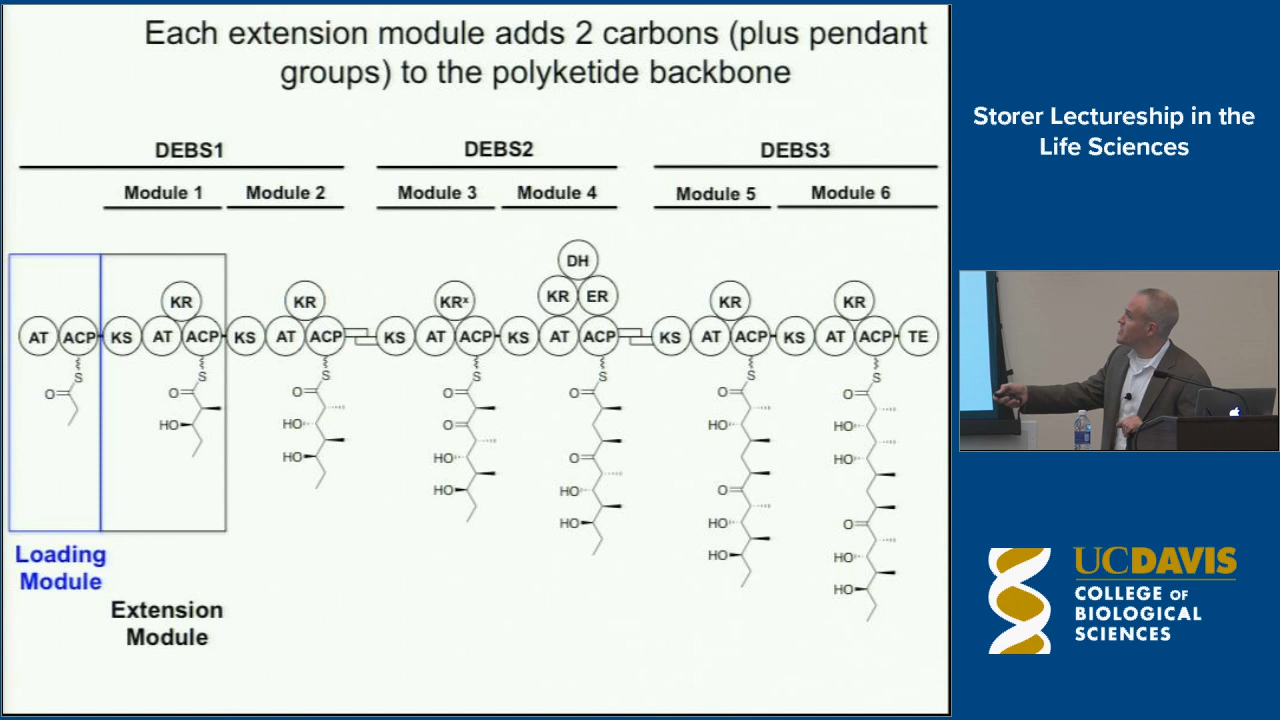 Each extension module adds 2 carbons (plus pendant
groups) to the polyketide backbone
DEBS1 DEBS2 DEBS3
Module 1 Module 2 Module 3 Module 4 Module 5 Module 6
DH
KR KR KRˣ KR ER KR KR
AT ACP KS AT ACP KS AT ACP KS AT ACP KS AT ACP KS AT ACP KS AT ACP TE
S S S S S S S
O O O O O O O
HO HO O HO HO
HO HO O HO
HO HO O
HO HO O
HO HO
HO
Loading
Module
Extension
Module
Storer Lectureship in the
Life Sciences
UCDAVIS
COLLEGE OF
BIOLOGICAL
SCIENCES